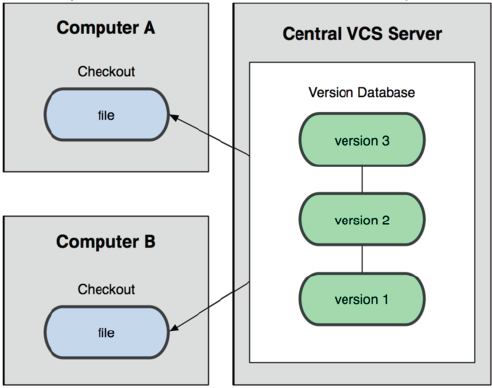 Computer A
Checkout
file
Computer B
Checkout
file
Central VCS Server
Version Database
version 3
version 2
version 1